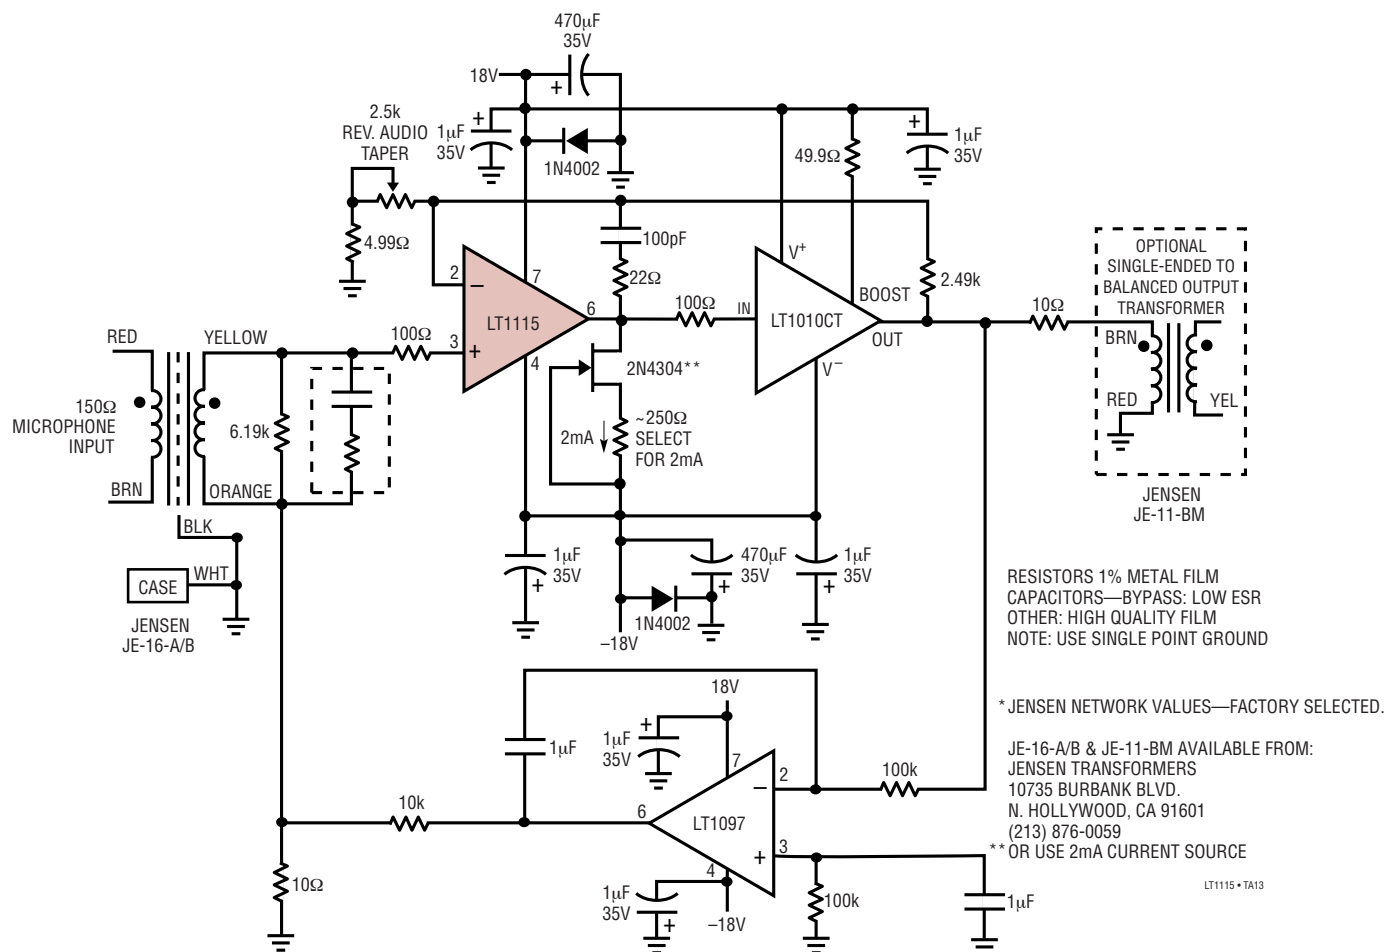 470µF
35V
18V
+
2.5k
REV. AUDIO
TAPER
+
1µF
35V
1N4002
49.9Ω
+
1µF
35V
4.99Ω
100pF
22Ω
V+
BOOST
2.49k
OPTIONAL
SINGLE-ENDED TO
BALANCED OUTPUT
TRANSFORMER
2
–
7
LT1115
6
3
+
4
100Ω
100Ω
IN
LT1010CT
OUT
V–
10Ω
BRN
RED
YEL
JENSEN
JE-11-BM
RED
YELLOW
150Ω
MICROPHONE
INPUT
6.19k
BRN
ORANGE
BLK
WHT
CASE
JENSEN
JE-16-A/B
2N4304**
2mA
~250Ω
SELECT
FOR 2mA
1µF
35V
+
470µF
35V
+
1µF
35V
+
1N4002
–18V
RESISTORS 1% METAL FILM
CAPACITORS—BYPASS: LOW ESR
OTHER: HIGH QUALITY FILM
NOTE: USE SINGLE POINT GROUND
*JENSEN NETWORK VALUES—FACTORY SELECTED.
JE-16-A/B & JE-11-BM AVAILABLE FROM:
JENSEN TRANSFORMERS
10735 BURBANK BLVD.
N. HOLLYWOOD, CA 91601
(213) 876-0059
**OR USE 2mA CURRENT SOURCE
LT1115 • TA13
18V
+
1µF
35V
1µF
7
2
–
100k
10k
6
LT1097
3
+
4
10Ω
1µF
35V
+
–18V
100k
1µF